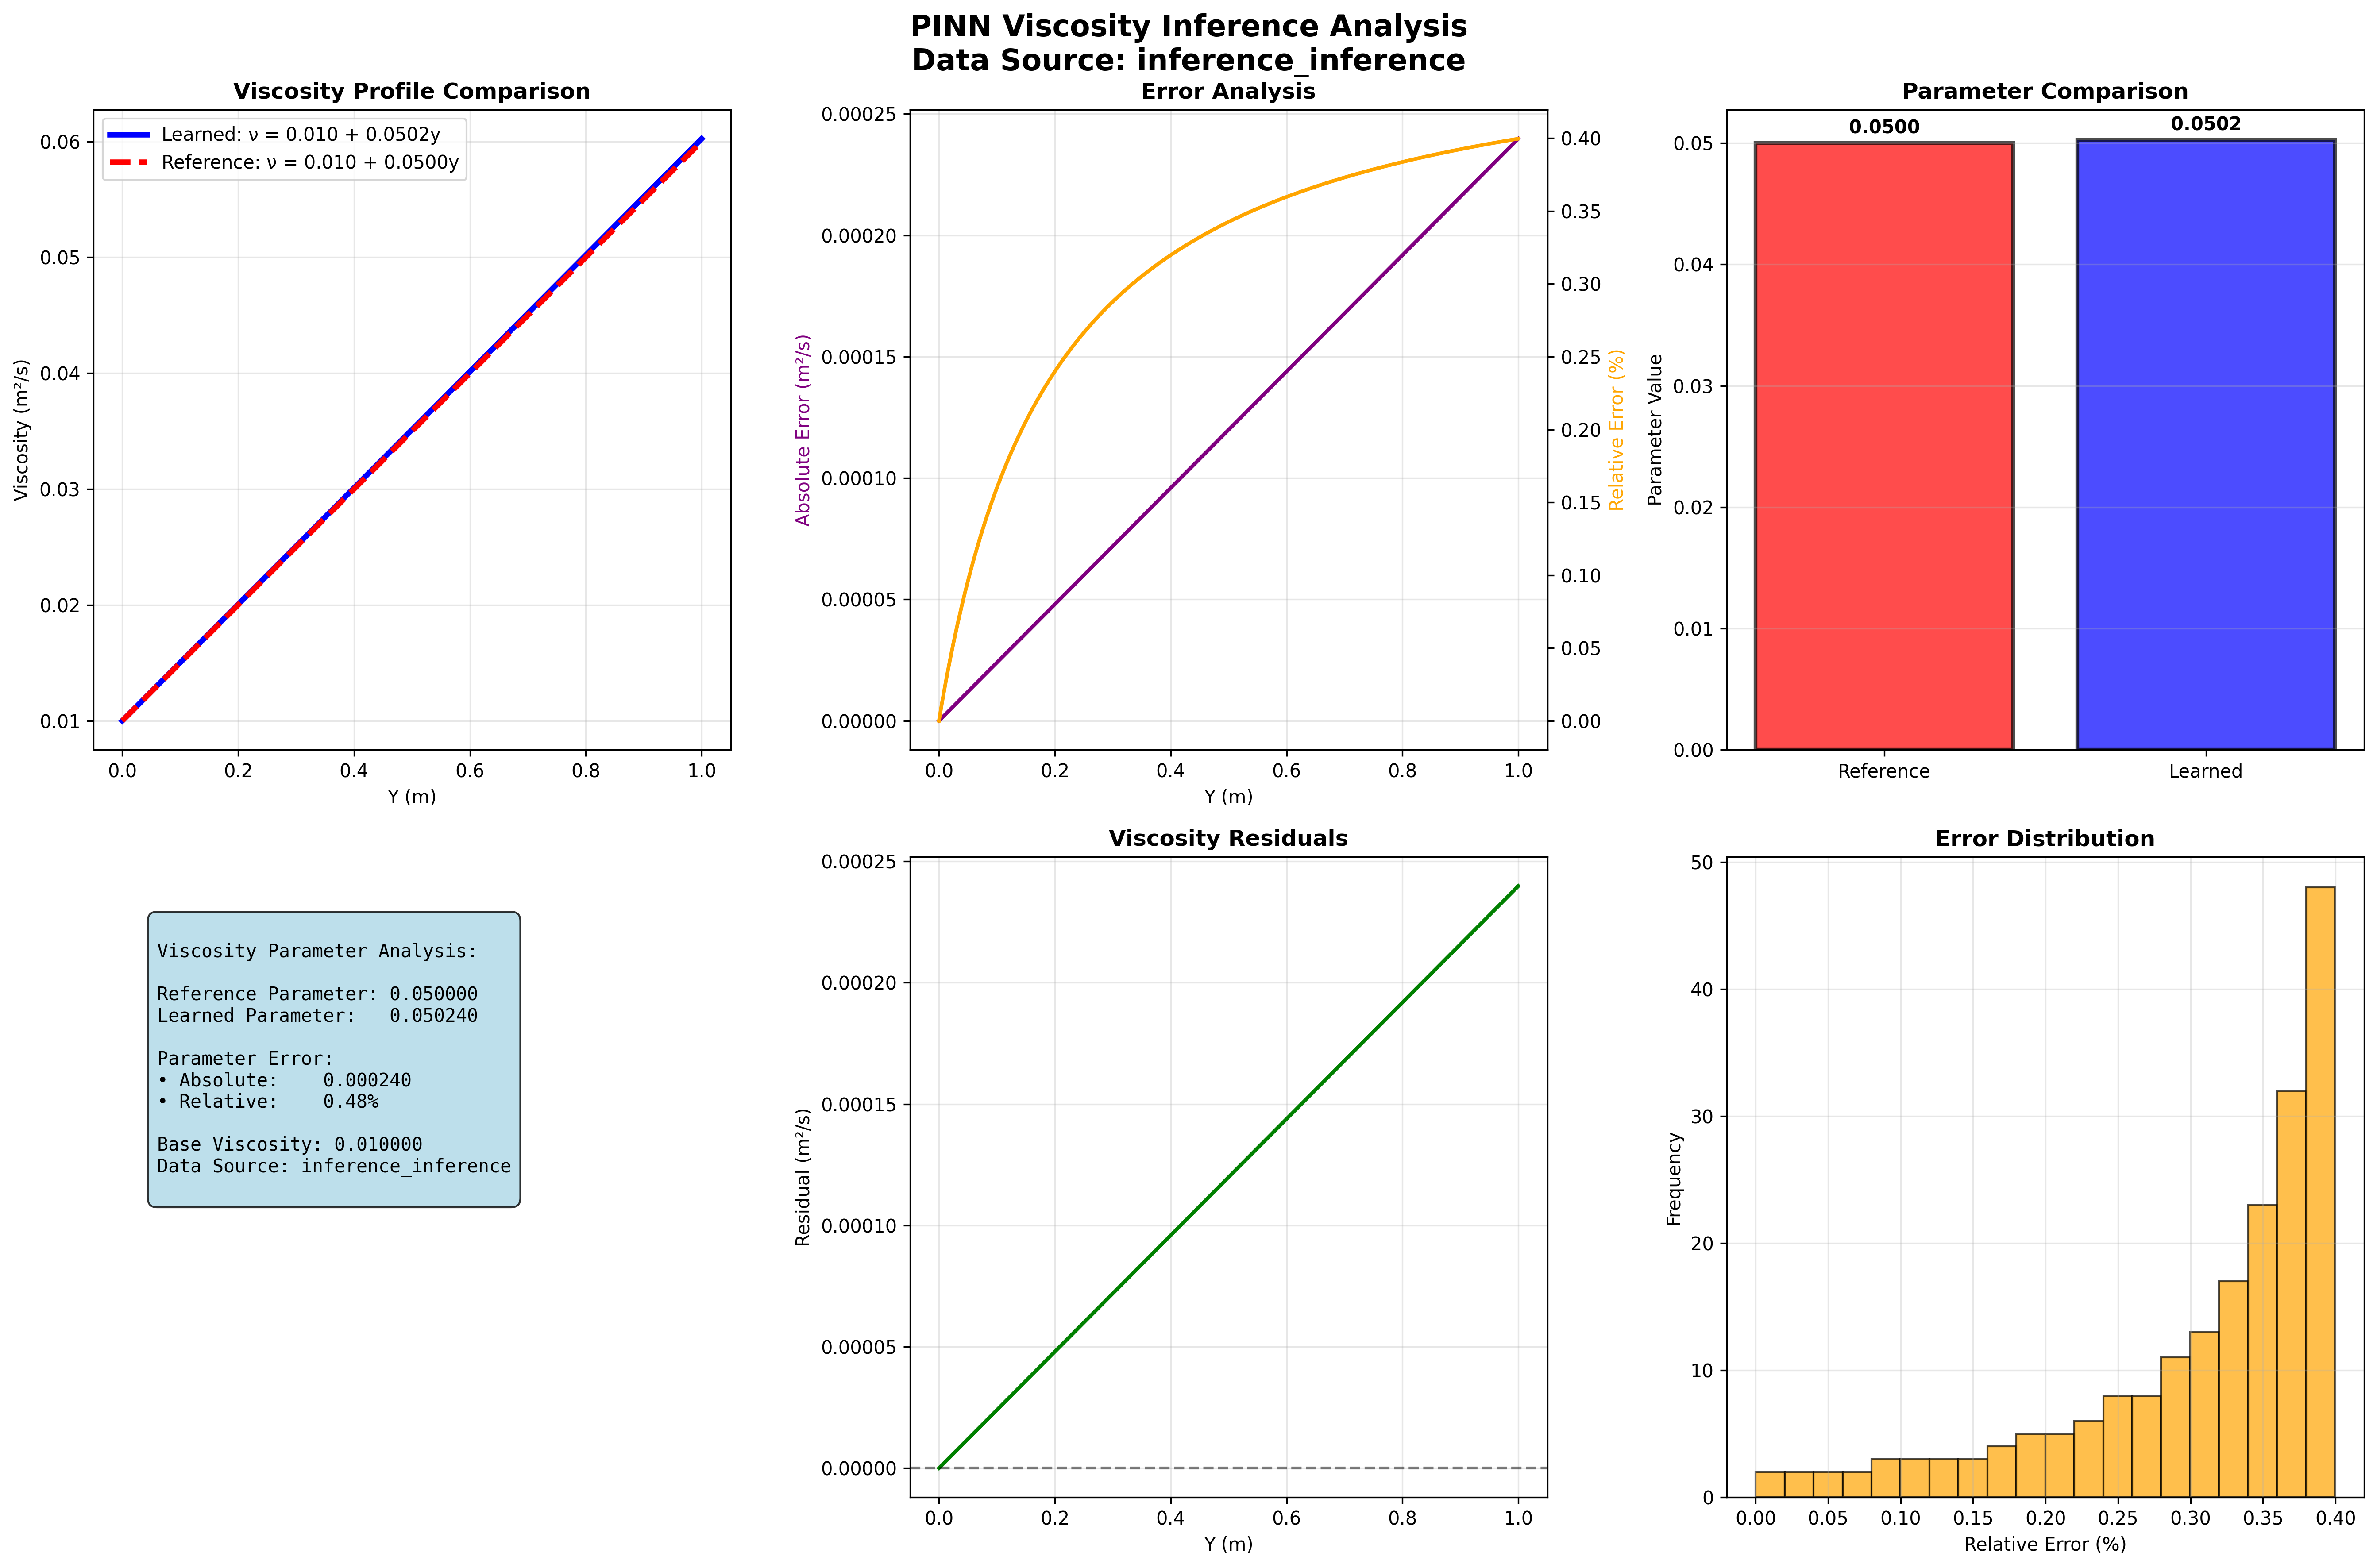 PINN Viscosity Inference Analysis
Data Source: inference_inference
Viscosity Profile Comparison
Learned: ν = 0.010 + 0.0502y
Reference: ν = 0.010 + 0.0500y
Viscosity (m²/s)
0.06
0.05
0.04
0.03
0.02
0.01
0.0 0.2 0.4 0.6 0.8 1.0
Y (m)
Error Analysis
Absolute Error (m²/s)
0.00025
0.00020
0.00015
0.00010
0.00005
0.00000
0.0 0.2 0.4 0.6 0.8 1.0
Y (m)
0.40
0.35
0.30
0.25
0.20
0.15
0.10
0.05
0.00
Relative Error (%)
Parameter Comparison
Parameter Value
0.05
0.04
0.03
0.02
0.01
0.00
0.0500
0.0502
Reference Learned
Viscosity Parameter Analysis:
Reference Parameter: 0.050000
Learned Parameter: 0.050240
Parameter Error:
• Absolute: 0.000240
• Relative: 0.48%
Base Viscosity: 0.010000
Data Source: inference_inference
Viscosity Residuals
Residual (m²/s)
0.00025
0.00020
0.00015
0.00010
0.00005
0.00000
0.0 0.2 0.4 0.6 0.8 1.0
Y (m)
Error Distribution
Frequency
50
40
30
20
10
0
0.00 0.05 0.10 0.15 0.20 0.25 0.30 0.35 0.40
Relative Error (%)